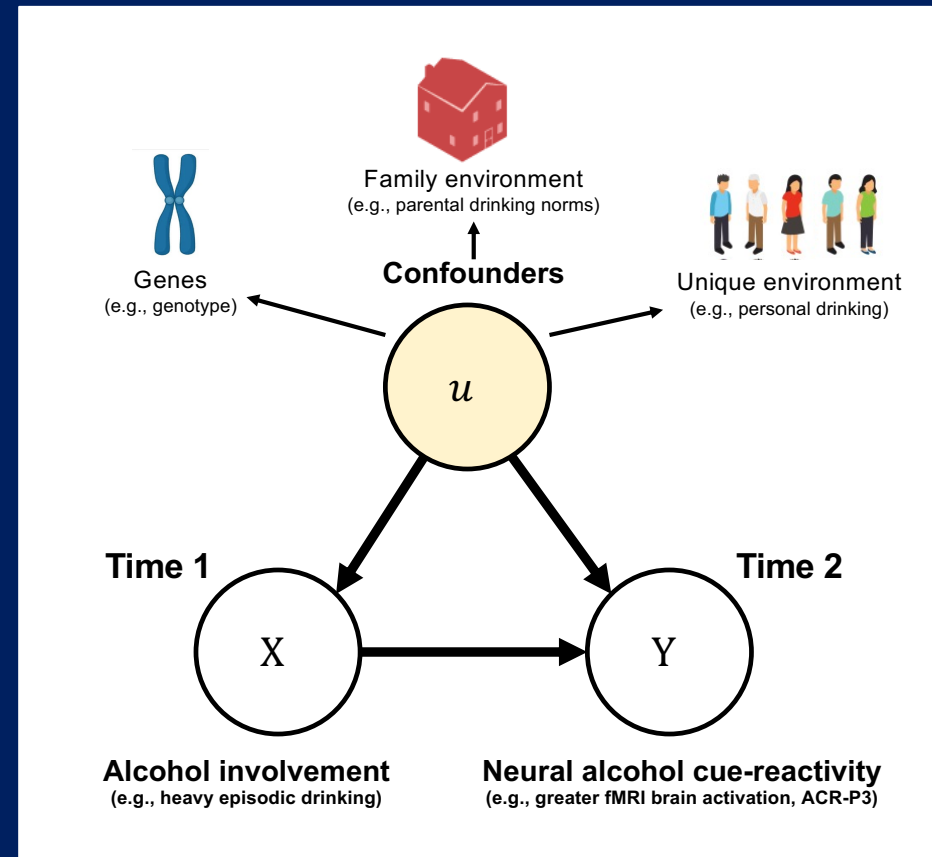 Family environment
(e.g., parental drinking norms)
Genes
(e.g., genotype)
Confounders
Unique environment
(e.g., personal drinking)
u
Time 1
Time 2
X
Y
Alcohol involvement
(e.g., heavy episodic drinking)
Neural alcohol cue-reactivity
(e.g., greater fMRI brain activation, ACR-P3)